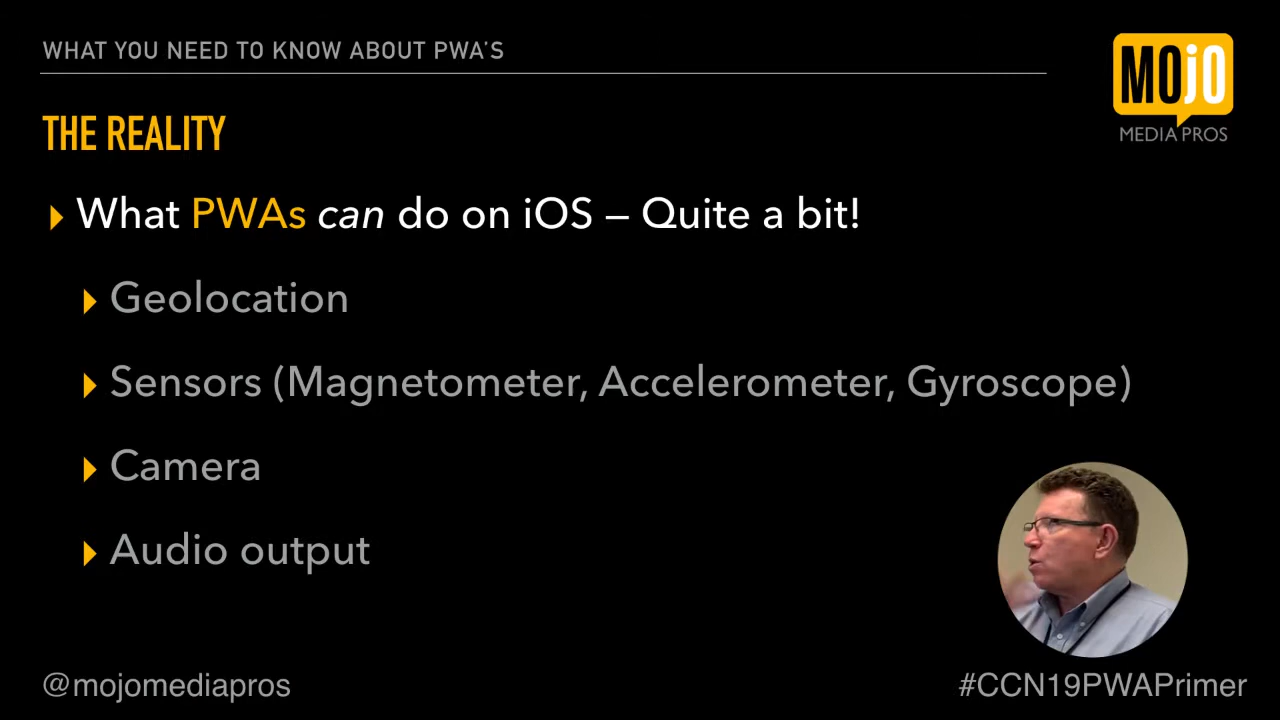 WHAT YOU NEED TO KNOW ABOUT PWA'S
MOjO
MEDIA PROS
THE REALITY
What PWAs can do on iOS – Quite a bit!
Geolocation
Sensors (Magnetometer, Accelerometer, Gyroscope)
Camera
Audio output
@mojomediapros
#CCN19PWAPrimer